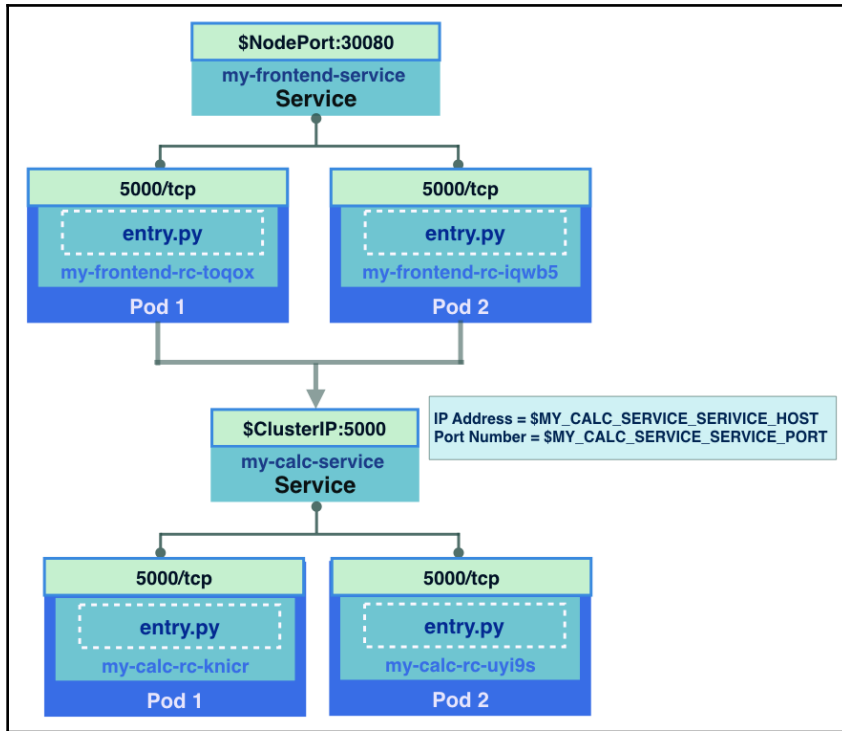 $NodePort:30080
my-frontend-service
Service
5000/tcp
entry.py
my-frontend-rc-toqox
Pod 1
5000/tcp
entry.py
my-frontend-rc-iqwb5
Pod 2
$ClusterIP:5000
my-calc-service
Service
IP Address = $MY_CALC_SERVICE_SERIVICE_HOST
Port Number = $MY_CALC_SERVICE_SERVICE_PORT
5000/tcp
entry.py
my-calc-rc-knicr
Pod 1
5000/tcp
entry.py
my-calc-rc-uyi9s
Pod 2